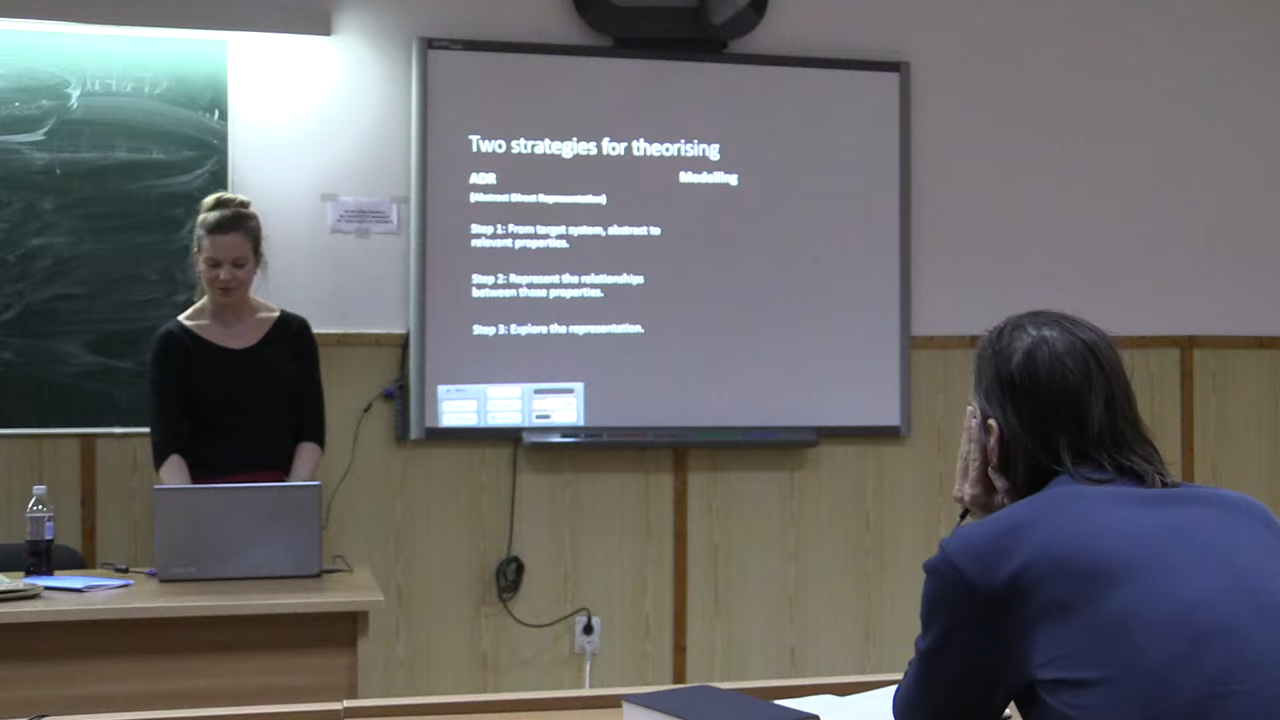 Two strategies for theorising
ADR
Modelling
(Abstract Direct Representation)
Step 1: From target system, abstract to
relevant properties.
Step 2: Represent the relationships
between those properties.
Step 3: Explore the representation.